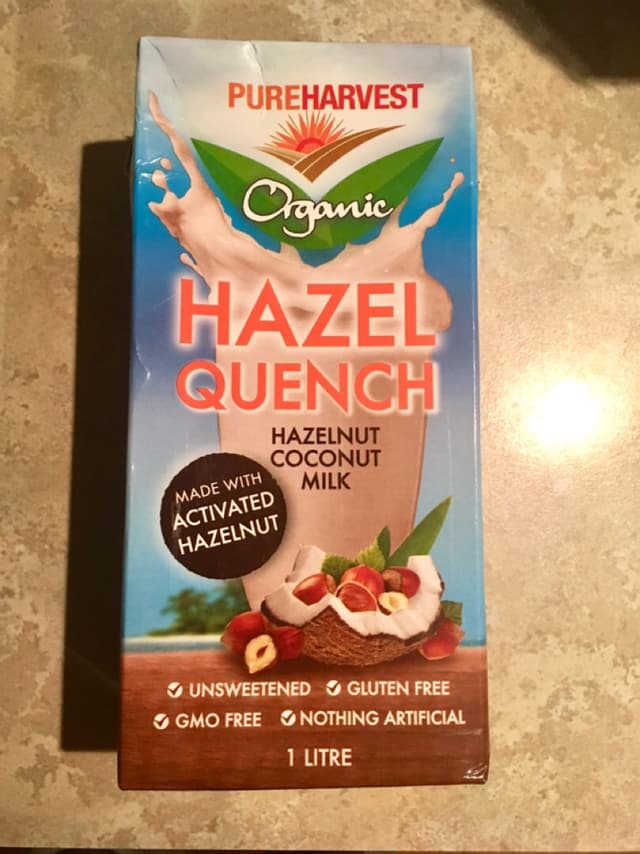 PUREHARVEST
Organic
HAZEL
QUENCH
HAZELNUT
COCONUT
MILK
MADE WITH
ACTIVATED
HAZELNUT
UNSWEETENED GLUTEN FREE
GMO FREE NOTHING ARTIFICIAL
1 LITRE